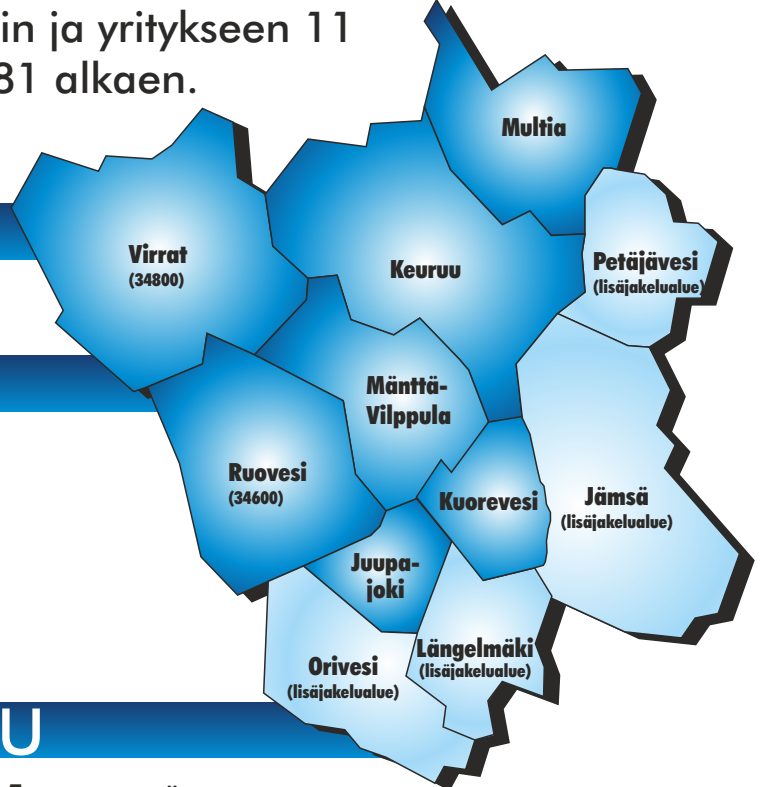 in ja yritykseen 11
81 alkaen.
Multia
Virrat
(34800)
Keuruu
Petäjävesi
(lisäjakelualue)
Mänttä-
Vilppula
Ruovesi
(34600)
Kuorevesi
Jämsä
(lisäjakelualue)
Juupa-
joki
Längelmäki
(lisäjakelualue)
Orivesi
(lisäjakelualue)
U